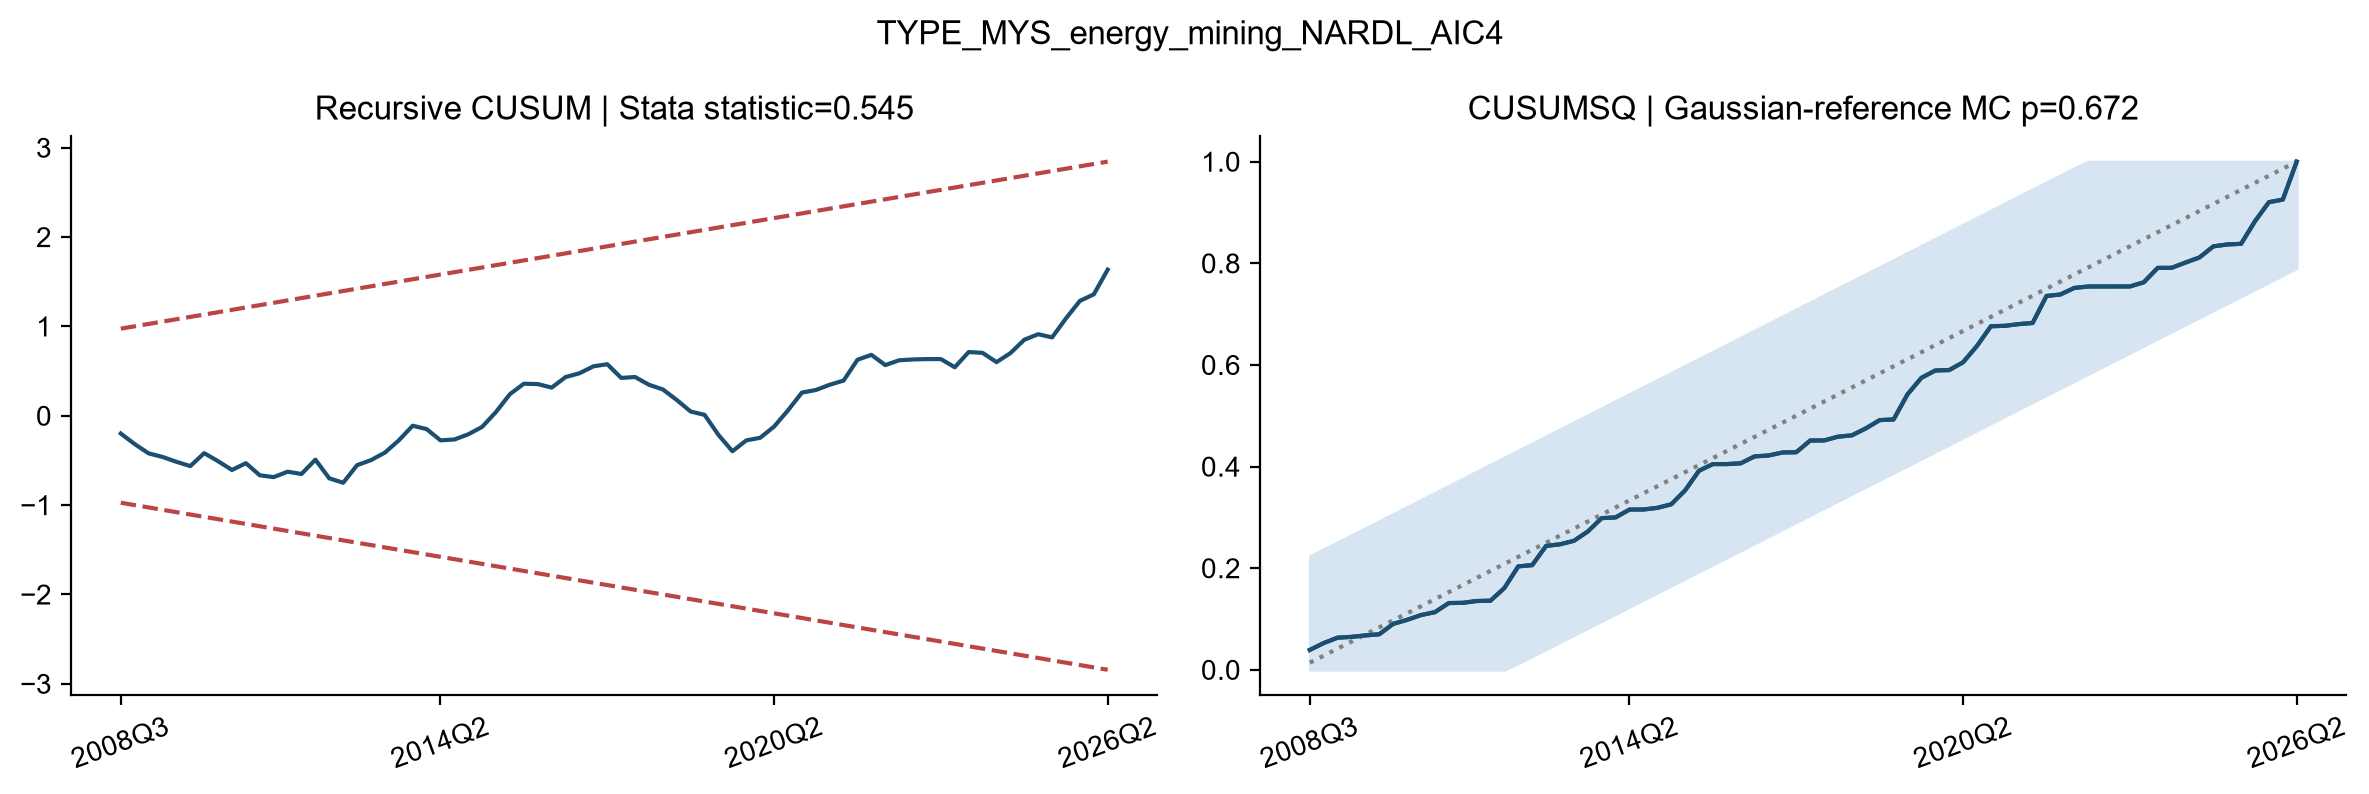 TYPE_MYS_energy_mining_NARDL_AIC4
Recursive CUSUM | Stata statistic=0.545
3
2
1
0
−1
−2
−3
2008Q3
2014Q2
2020Q2
2026Q2
CUSUMSQ | Gaussian-reference MC p=0.672
1.0
0.8
0.6
0.4
0.2
0.0
2008Q3
2014Q2
2020Q2
2026Q2